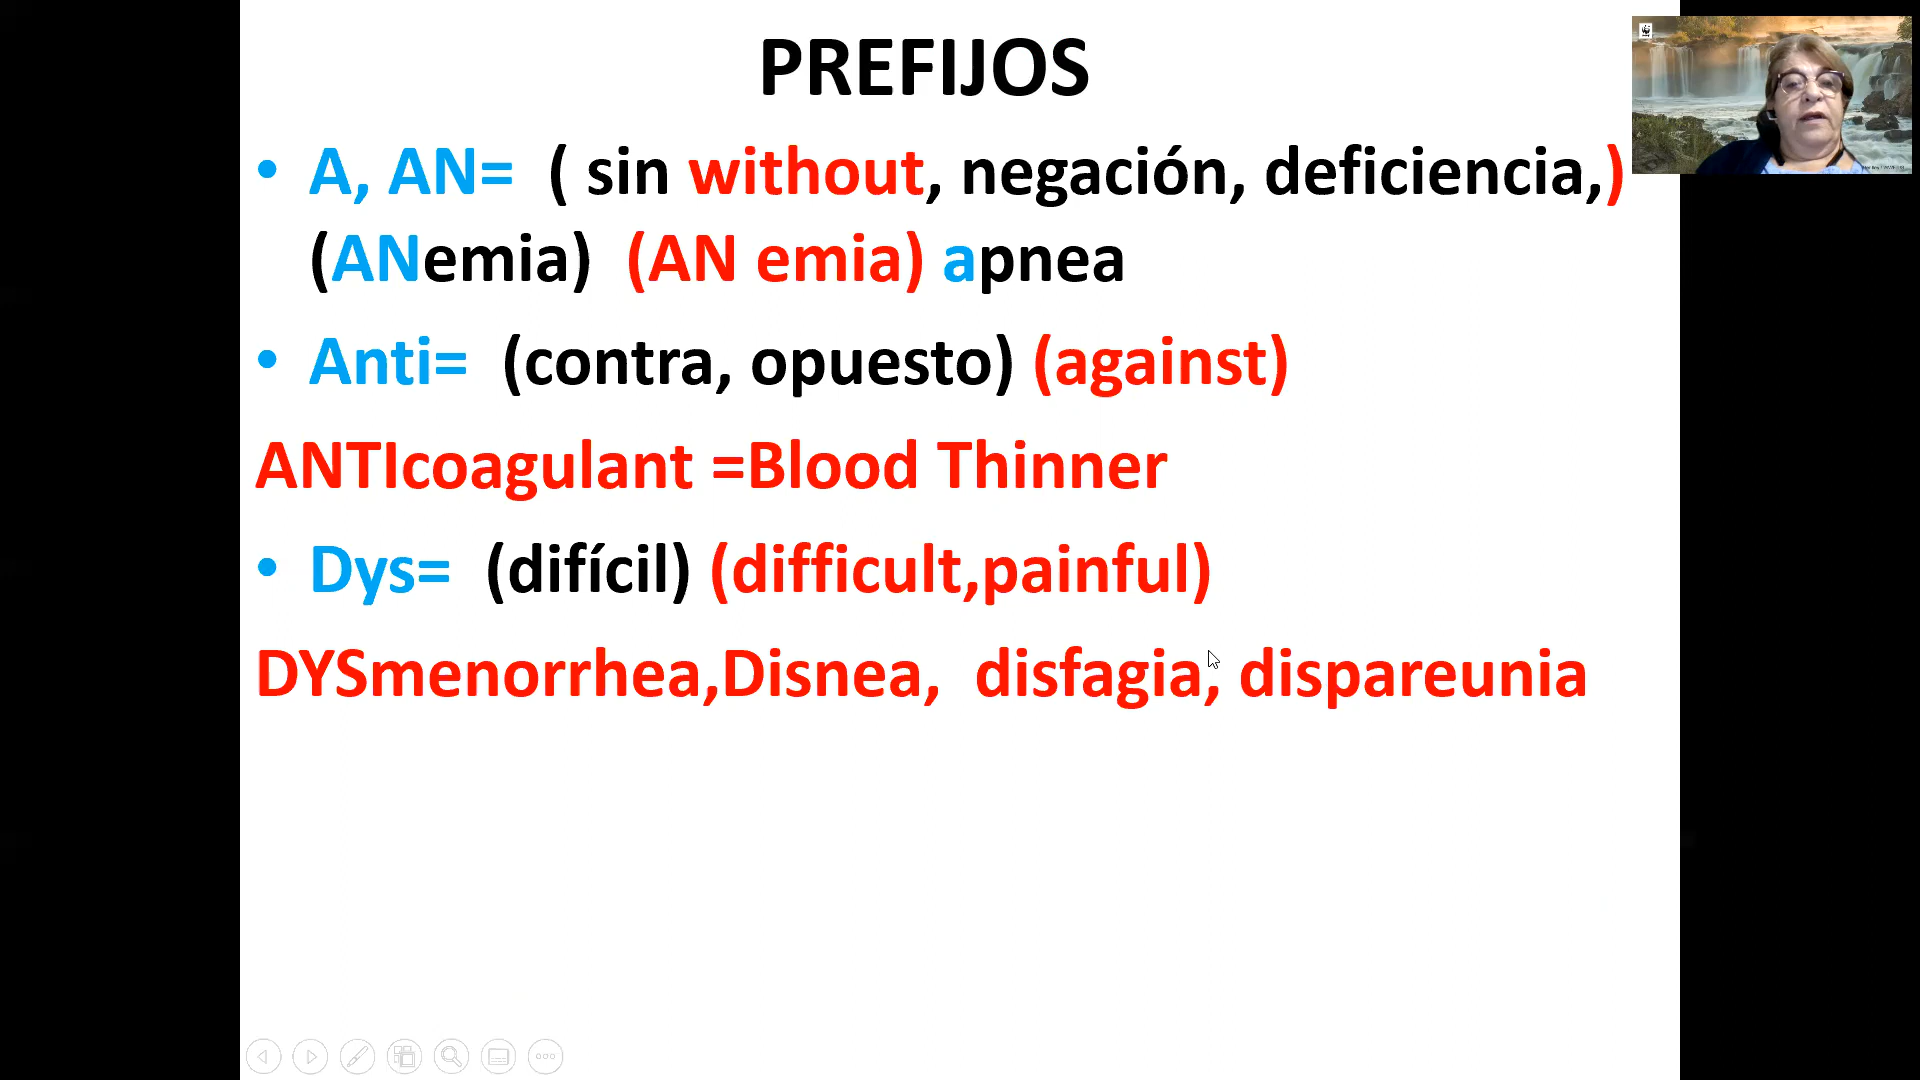 PREFIJOS
• A, AN= ( sin without, negación, deficiencia,)
(ANemia) (AN emia) apnea
• Anti= (contra, opuesto) (against)
ANTIcoagulant =Blood Thinner
• Dys= (difícil) (difficult,painful)
DYSmenorrhea,Disnea, disfagia, dispareunia